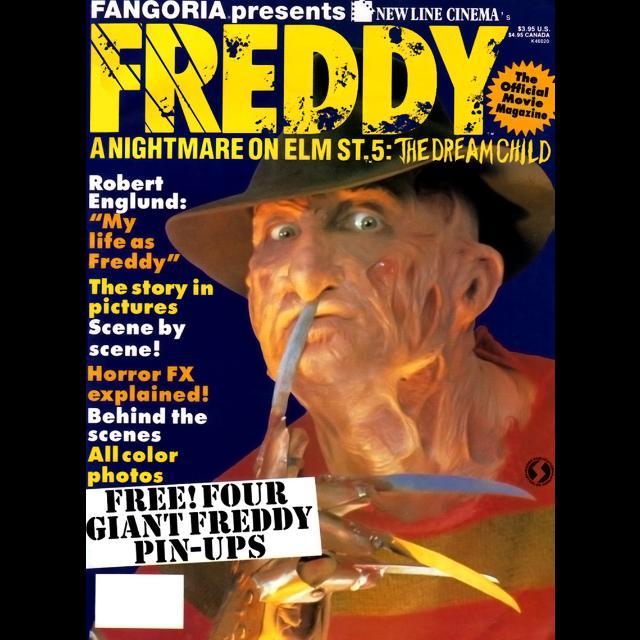 FANGORIA presents NEW LINE CINEMA's
$3.95 U.S.
$4.95 CANADA
K48020
FREDDY
The
Official
Movie
Magazine
A NIGHTMARE ON ELM ST. 5: THE DREAM CHILD
Robert
Englund:
"My
life as
Freddy"
The story in
pictures
Scene by
scene!
Horror FX
explained!
Behind the
scenes
All color
photos
FREE! FOUR
GIANT FREDDY
PIN-UPS